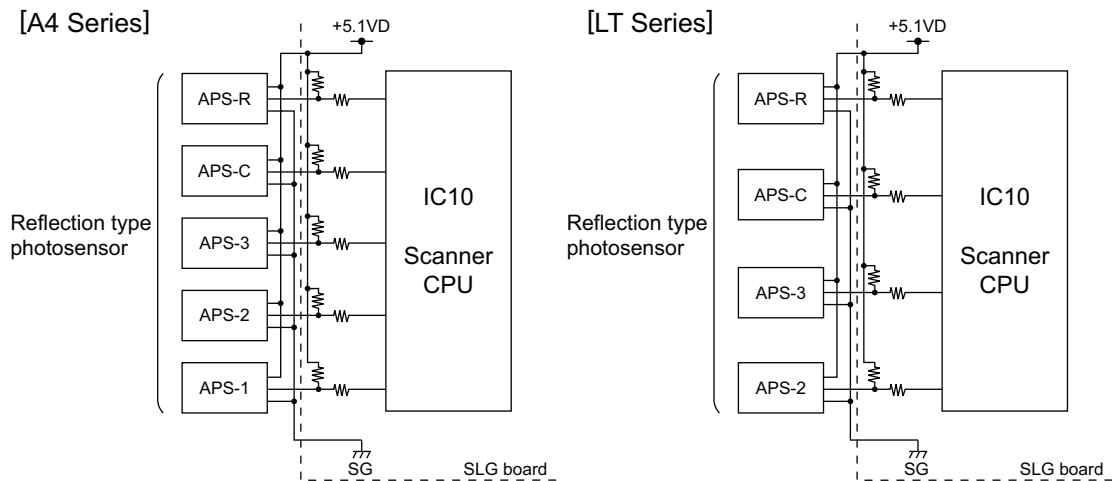 [A4 Series]
+5.1VD
APS-R
APS-C
APS-3
APS-2
APS-1
Reflection type
photosensor
IC10
Scanner
CPU
SG
SLG board
[LT Series]
+5.1VD
APS-R
APS-C
APS-3
APS-2
Reflection type
photosensor
IC10
Scanner
CPU
SG
SLG board